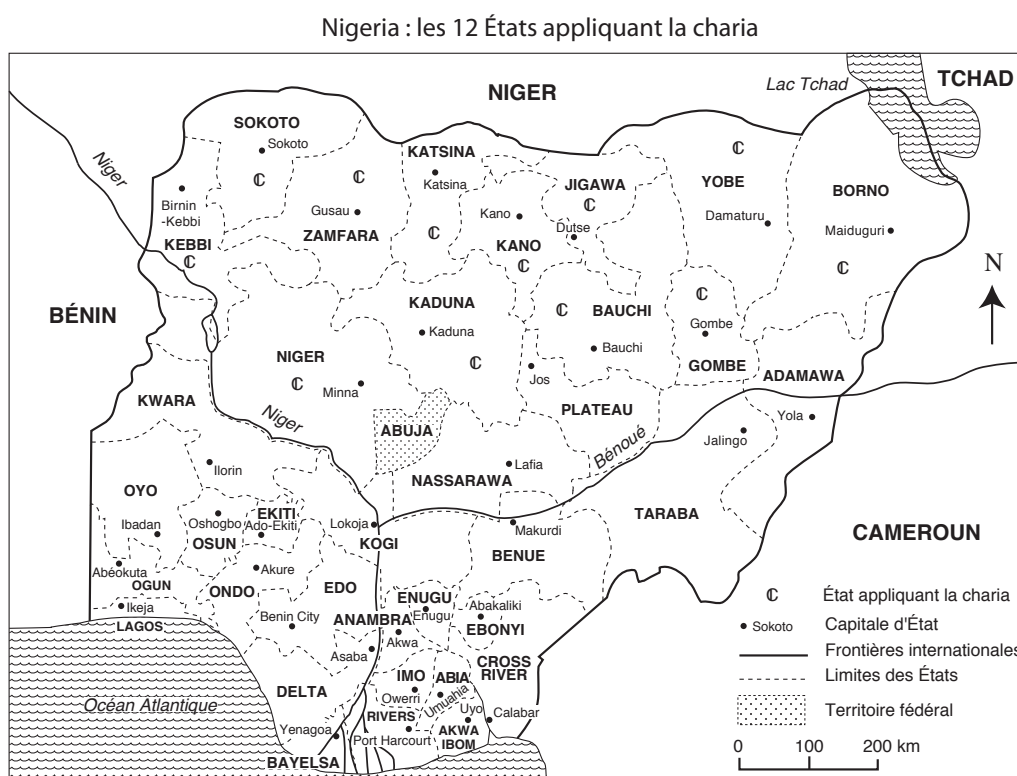 Nigeria : les 12 États appliquant la charia
NIGER
Lac Tchad
TCHAD
SOKOTO
Sokoto
KATSINA
Katsina
Niger
Birnin
-Kebbi
KEBBI
Gusau
ZAMFARA
Kano
KANO
JIGAWA
Dutse
YOBE
Damaturu
BORNO
Maiduguri
N
BÉNIN
KADUNA
Kaduna
BAUCHI
Bauchi
Gombe
GOMBE
ADAMAWA
NIGER
Minna
Jos
PLATEAU
KWARA
Niger
ABUJA
Bénoué
Yola
Jalingo
Ilorin
Lafia
NASSARAWA
OYO
Ibadan
Oshogbo
OSUN
EKITI
Ado-Ekiti
Lokoja
KOGI
Makurdi
BENUE
TARABA
CAMEROUN
Abéokuta
OGUN
Akure
ONDO
EDO
Ikeja
LAGOS
Benin City
ENUGU
Enugu
Abakaliki
EBONYI
ANAMBRA
Akwa
Asaba
CROSS
RIVER
IMO
Owerri
ABIA
Umuahia
DELTA
Océan Atlantique
Yenagoa
RIVERS
Port Harcourt
Uyo
Calabar
AKWA
IBOM
BAYELSA
État appliquant la charia
Sokoto Capitale d'État
Frontières internationales
Limites des États
Territoire fédéral
0 100 200 km